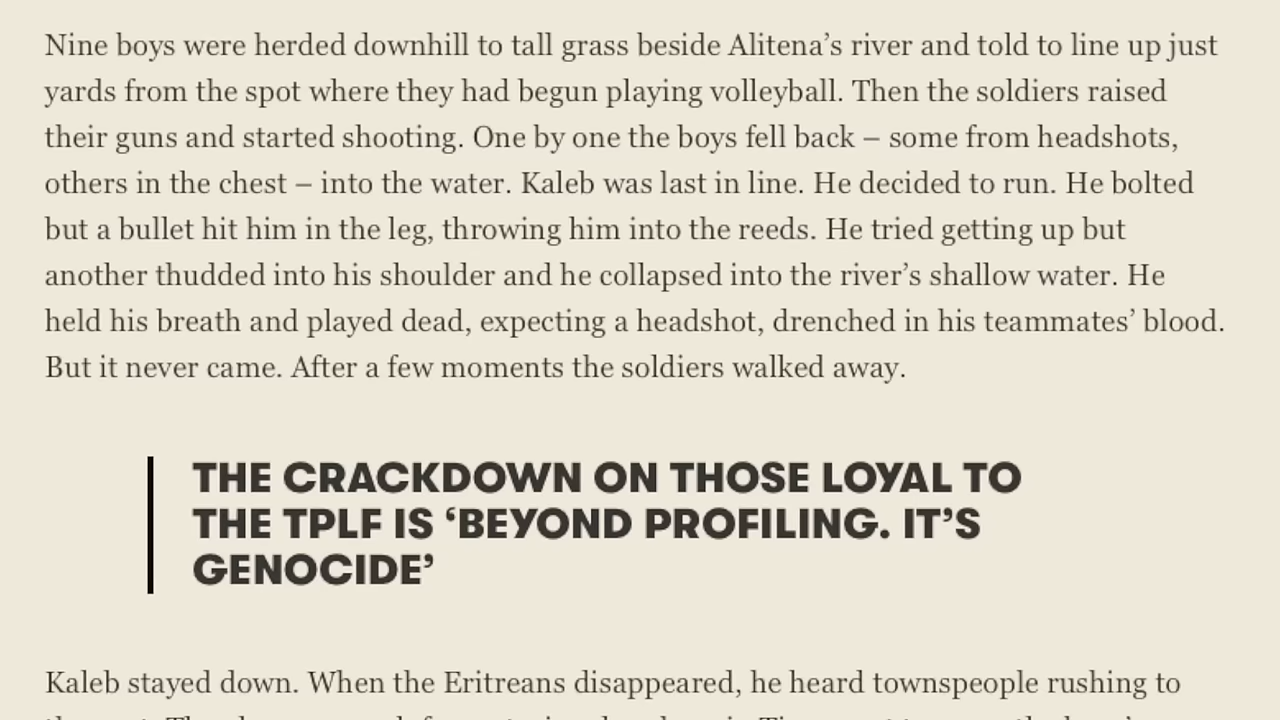 Nine boys were herded downhill to tall grass beside Alitena’s river and told to line up just
yards from the spot where they had begun playing volleyball. Then the soldiers raised
their guns and started shooting. One by one the boys fell back – some from headshots,
others in the chest – into the water. Kaleb was last in line. He decided to run. He bolted
but a bullet hit him in the leg, throwing him into the reeds. He tried getting up but
another thudded into his shoulder and he collapsed into the river’s shallow water. He
held his breath and played dead, expecting a headshot, drenched in his teammates’ blood.
But it never came. After a few moments the soldiers walked away.
THE CRACKDOWN ON THOSE LOYAL TO
THE TPLF IS ‘BEYOND PROFILING. IT’S
GENOCIDE’
Kaleb stayed down. When the Eritreans disappeared, he heard townspeople rushing to